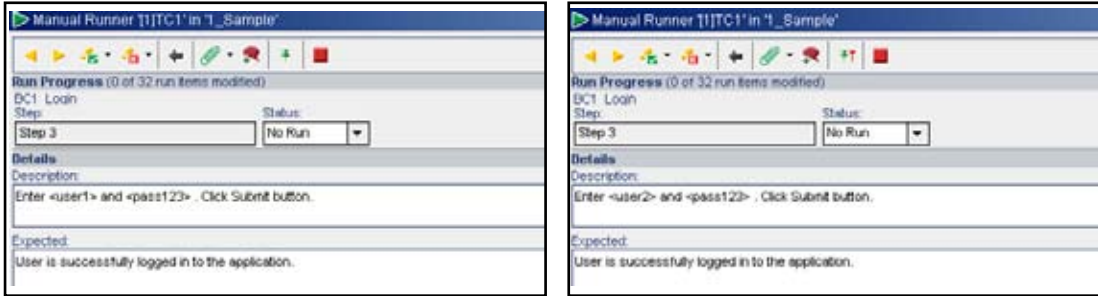 Manual Runner '[1]TC1' in '1_Sample'
Run Progress (0 of 32 run items modified)
BC1_Login
Step: Status:
Step 3 No Run
Details
Description:
Enter <user1> and <pass123> . Click Submit button.
Expected:
User is successfully logged in to the application.
Manual Runner '[1]TC1' in '1_Sample'
Run Progress (0 of 32 run items modified)
BC1_Login
Step: Status:
Step 3 No Run
Details
Description:
Enter <user2> and <pass123> . Click Submit button.
Expected:
User is successfully logged in to the application.